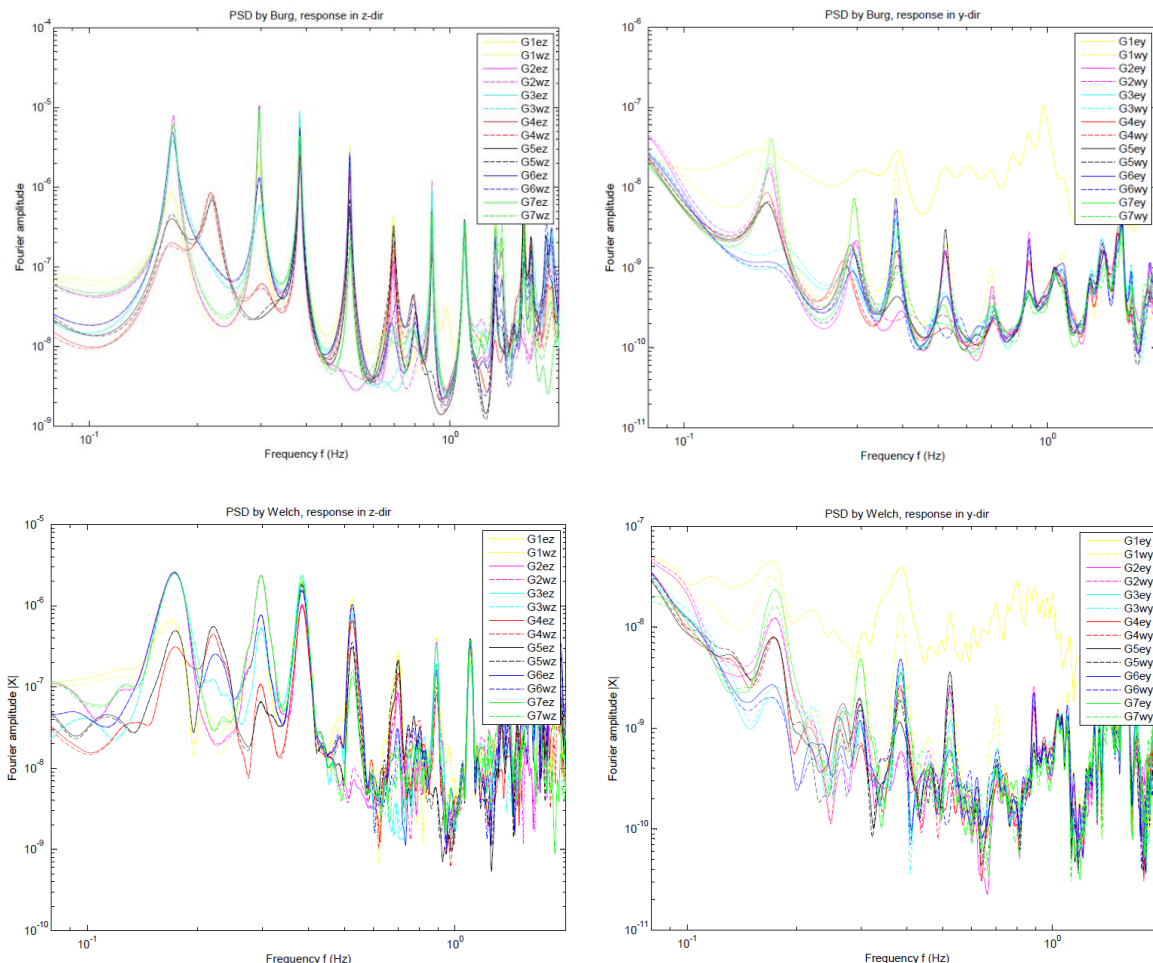 PSD by Burg, response in z-dir
10^-4
10^-5
10^-6
10^-7
10^-8
10^-9
Fourier amplitude
10^-1
10^0
Frequency f (Hz)
G1ez
G1wz
G2ez
G2wz
G3ez
G3wz
G4ez
G4wz
G5ez
G5wz
G6ez
G6wz
G7ez
G7wz
PSD by Burg, response in y-dir
10^-6
10^-7
10^-8
10^-9
10^-10
10^-11
Fourier amplitude
10^-1
10^0
Frequency f (Hz)
G1ey
G1wy
G2ey
G2wy
G3ey
G3wy
G4ey
G4wy
G5ey
G5wy
G6ey
G6wy
G7ey
G7wy
PSD by Welch, response in z-dir
10^-5
10^-6
10^-7
10^-8
10^-9
10^-10
Fourier amplitude |X|
10^-1
10^0
Frequency f (Hz)
G1ez
G1wz
G2ez
G2wz
G3ez
G3wz
G4ez
G4wz
G5ez
G5wz
G6ez
G6wz
G7ez
G7wz
PSD by Welch, response in y-dir
10^-7
10^-8
10^-9
10^-10
10^-11
Fourier amplitude |X|
10^-1
10^0
Frequency f (Hz)
G1ey
G1wy
G2ey
G2wy
G3ey
G3wy
G4ey
G4wy
G5ey
G5wy
G6ey
G6wy
G7ey
G7wy